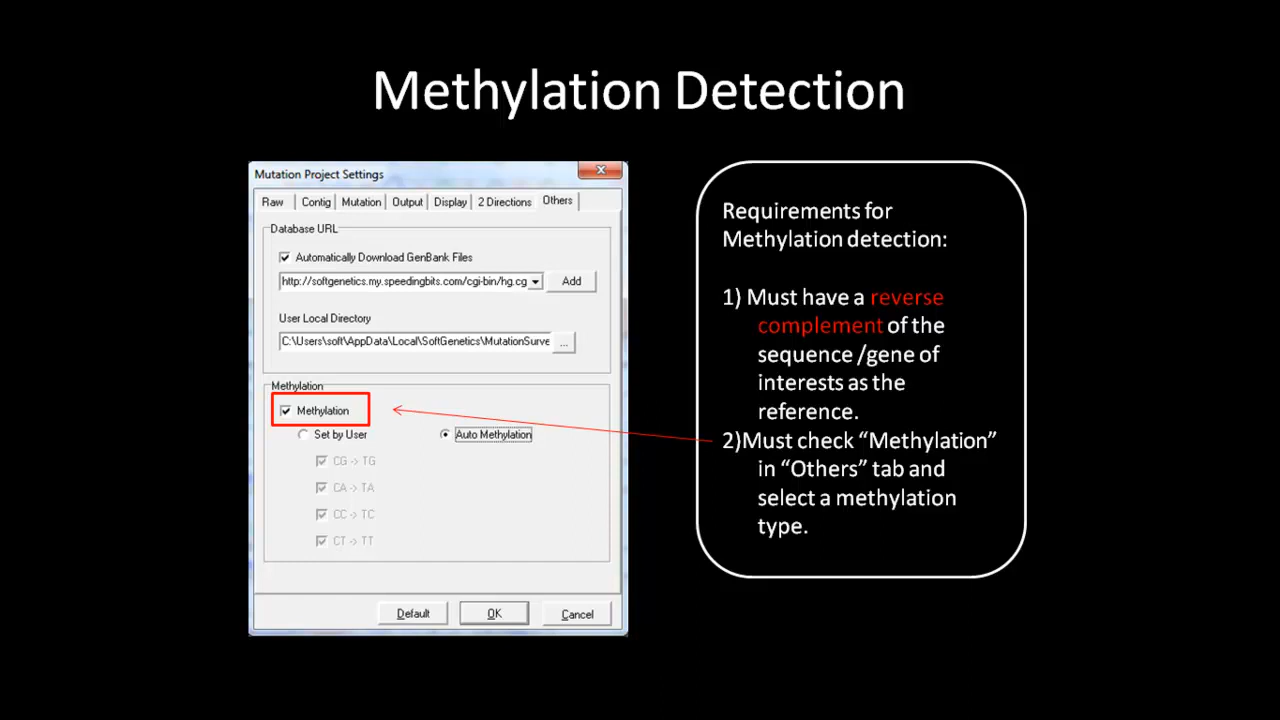 Methylation Detection
Mutation Project Settings
Raw Contig Mutation Output Display 2 Directions Others
Database URL
Automatically Download GenBank Files
http://softgenetics.my.speedingbits.com/cgi-bin/hg.cg Add
User Local Directory
C:\Users\soft\AppData\Local\SoftGenetics\MutationSurve ...
Methylation
Methylation
Set by User Auto Methylation
CG -> TG
CA -> TA
CC -> TC
CT -> TT
Default OK Cancel
Requirements for
Methylation detection:
1) Must have a reverse
complement of the
sequence /gene of
interests as the
reference.
2)Must check “Methylation”
in “Others” tab and
select a methylation
type.